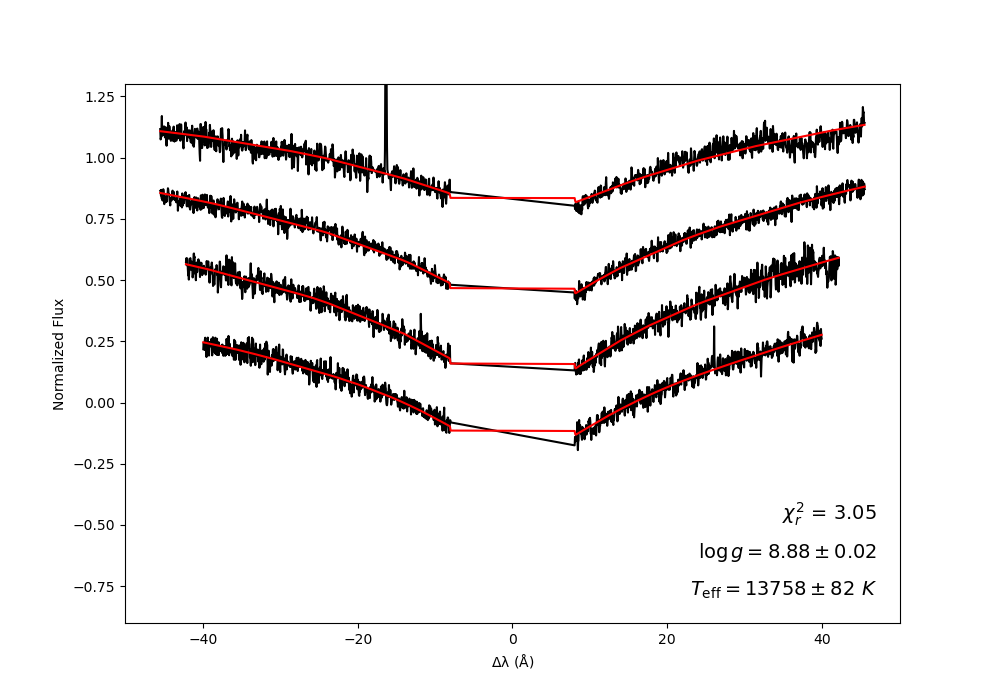 1.25
1.00
0.75
0.50
0.25
0.00
−0.25
−0.50
−0.75
Normalized Flux
χ²ᵣ = 3.05
log g = 8.88 ± 0.02
T_eff = 13758 ± 82 K
−40 −20 0 20 40
Δλ (Å)